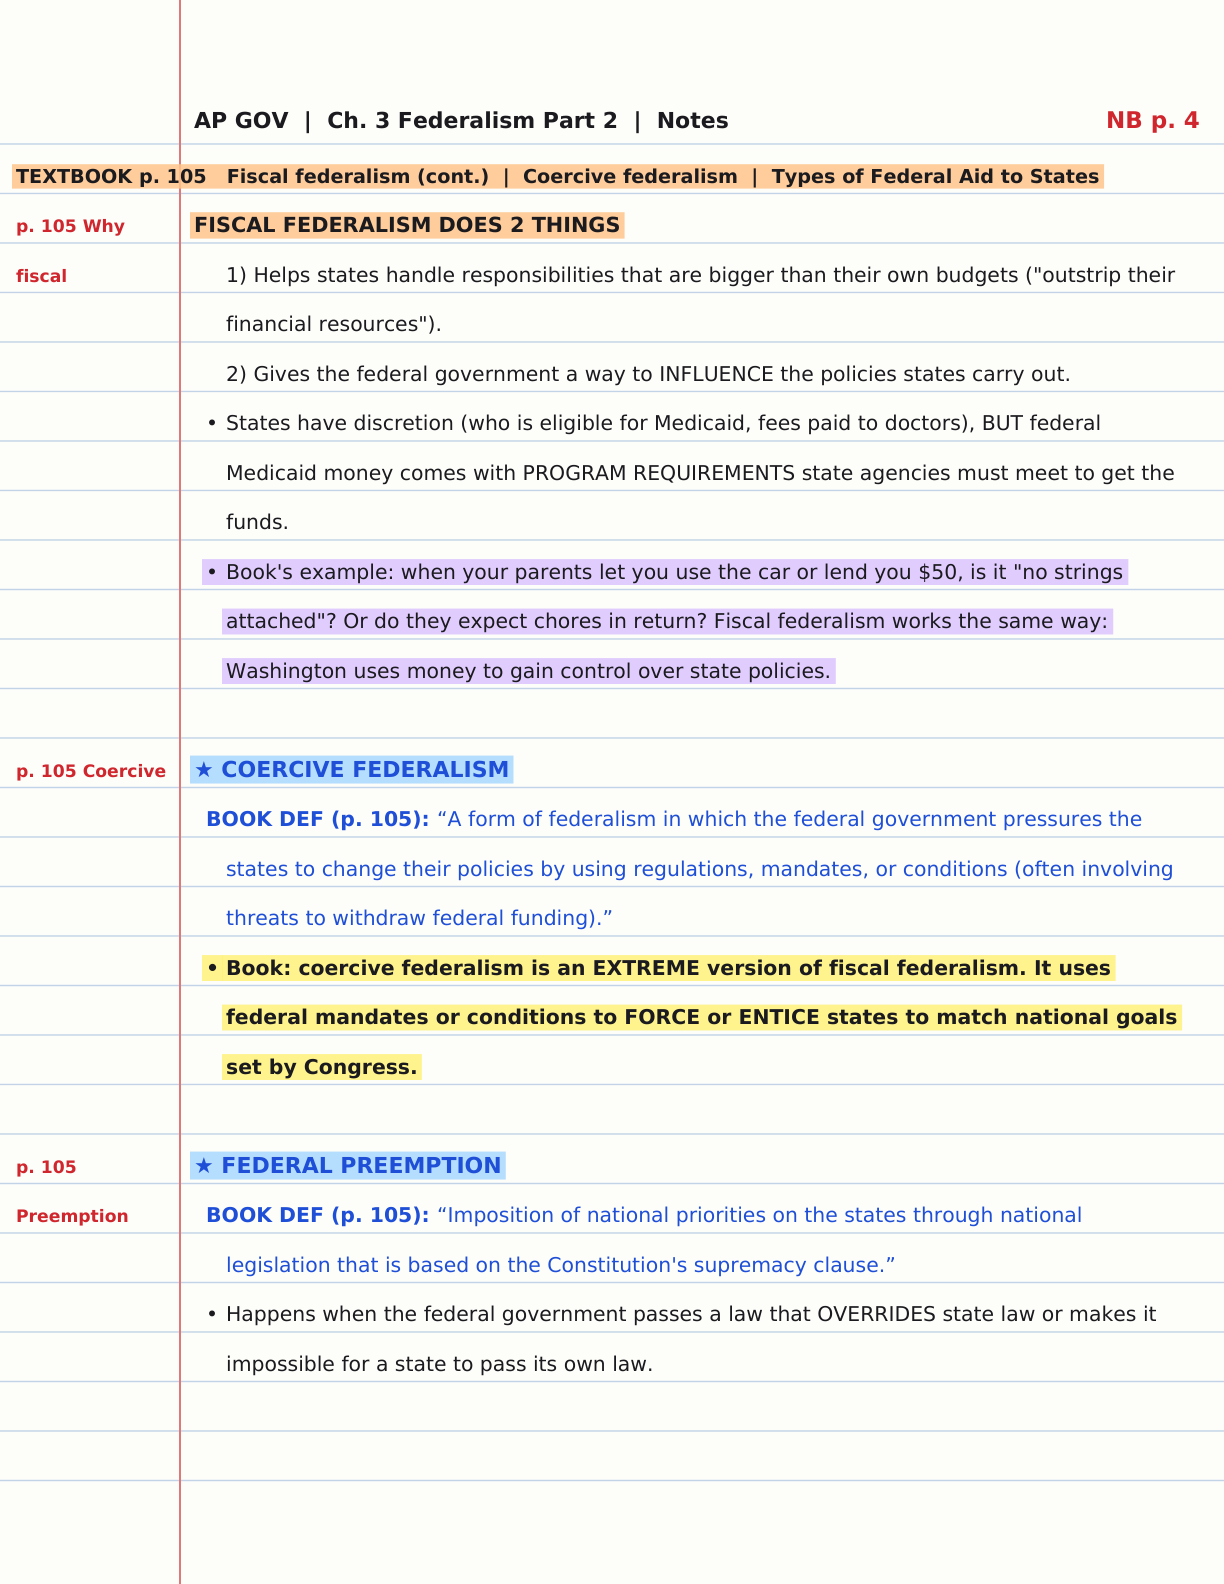 AP GOV | Ch. 3 Federalism Part 2 | Notes NB p. 4
TEXTBOOK p. 105 Fiscal federalism (cont.) | Coercive federalism | Types of Federal Aid to States
p. 105 Why FISCAL FEDERALISM DOES 2 THINGS
fiscal 1) Helps states handle responsibilities that are bigger than their own budgets ("outstrip their
financial resources").
2) Gives the federal government a way to INFLUENCE the policies states carry out.
• States have discretion (who is eligible for Medicaid, fees paid to doctors), BUT federal
Medicaid money comes with PROGRAM REQUIREMENTS state agencies must meet to get the
funds.
• Book's example: when your parents let you use the car or lend you $50, is it "no strings
attached"? Or do they expect chores in return? Fiscal federalism works the same way:
Washington uses money to gain control over state policies.
p. 105 Coercive ★ COERCIVE FEDERALISM
BOOK DEF (p. 105): “A form of federalism in which the federal government pressures the
states to change their policies by using regulations, mandates, or conditions (often involving
threats to withdraw federal funding).”
• Book: coercive federalism is an EXTREME version of fiscal federalism. It uses
federal mandates or conditions to FORCE or ENTICE states to match national goals
set by Congress.
p. 105 ★ FEDERAL PREEMPTION
Preemption BOOK DEF (p. 105): “Imposition of national priorities on the states through national
legislation that is based on the Constitution's supremacy clause.”
• Happens when the federal government passes a law that OVERRIDES state law or makes it
impossible for a state to pass its own law.